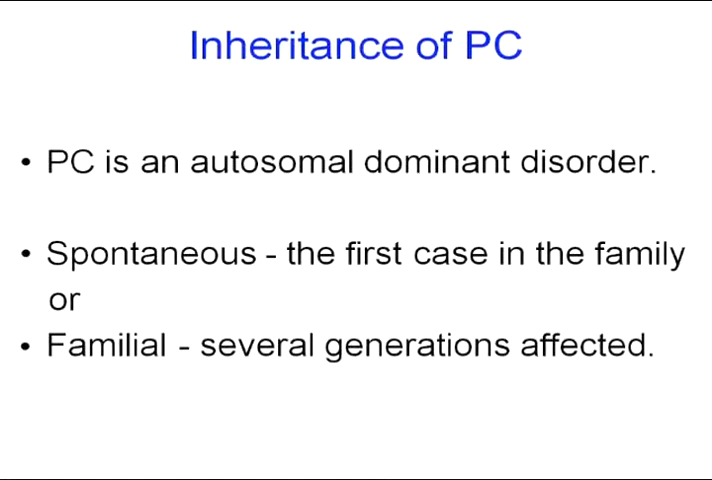 Inheritance of PC
• PC is an autosomal dominant disorder.
• Spontaneous - the first case in the family
or
• Familial - several generations affected.